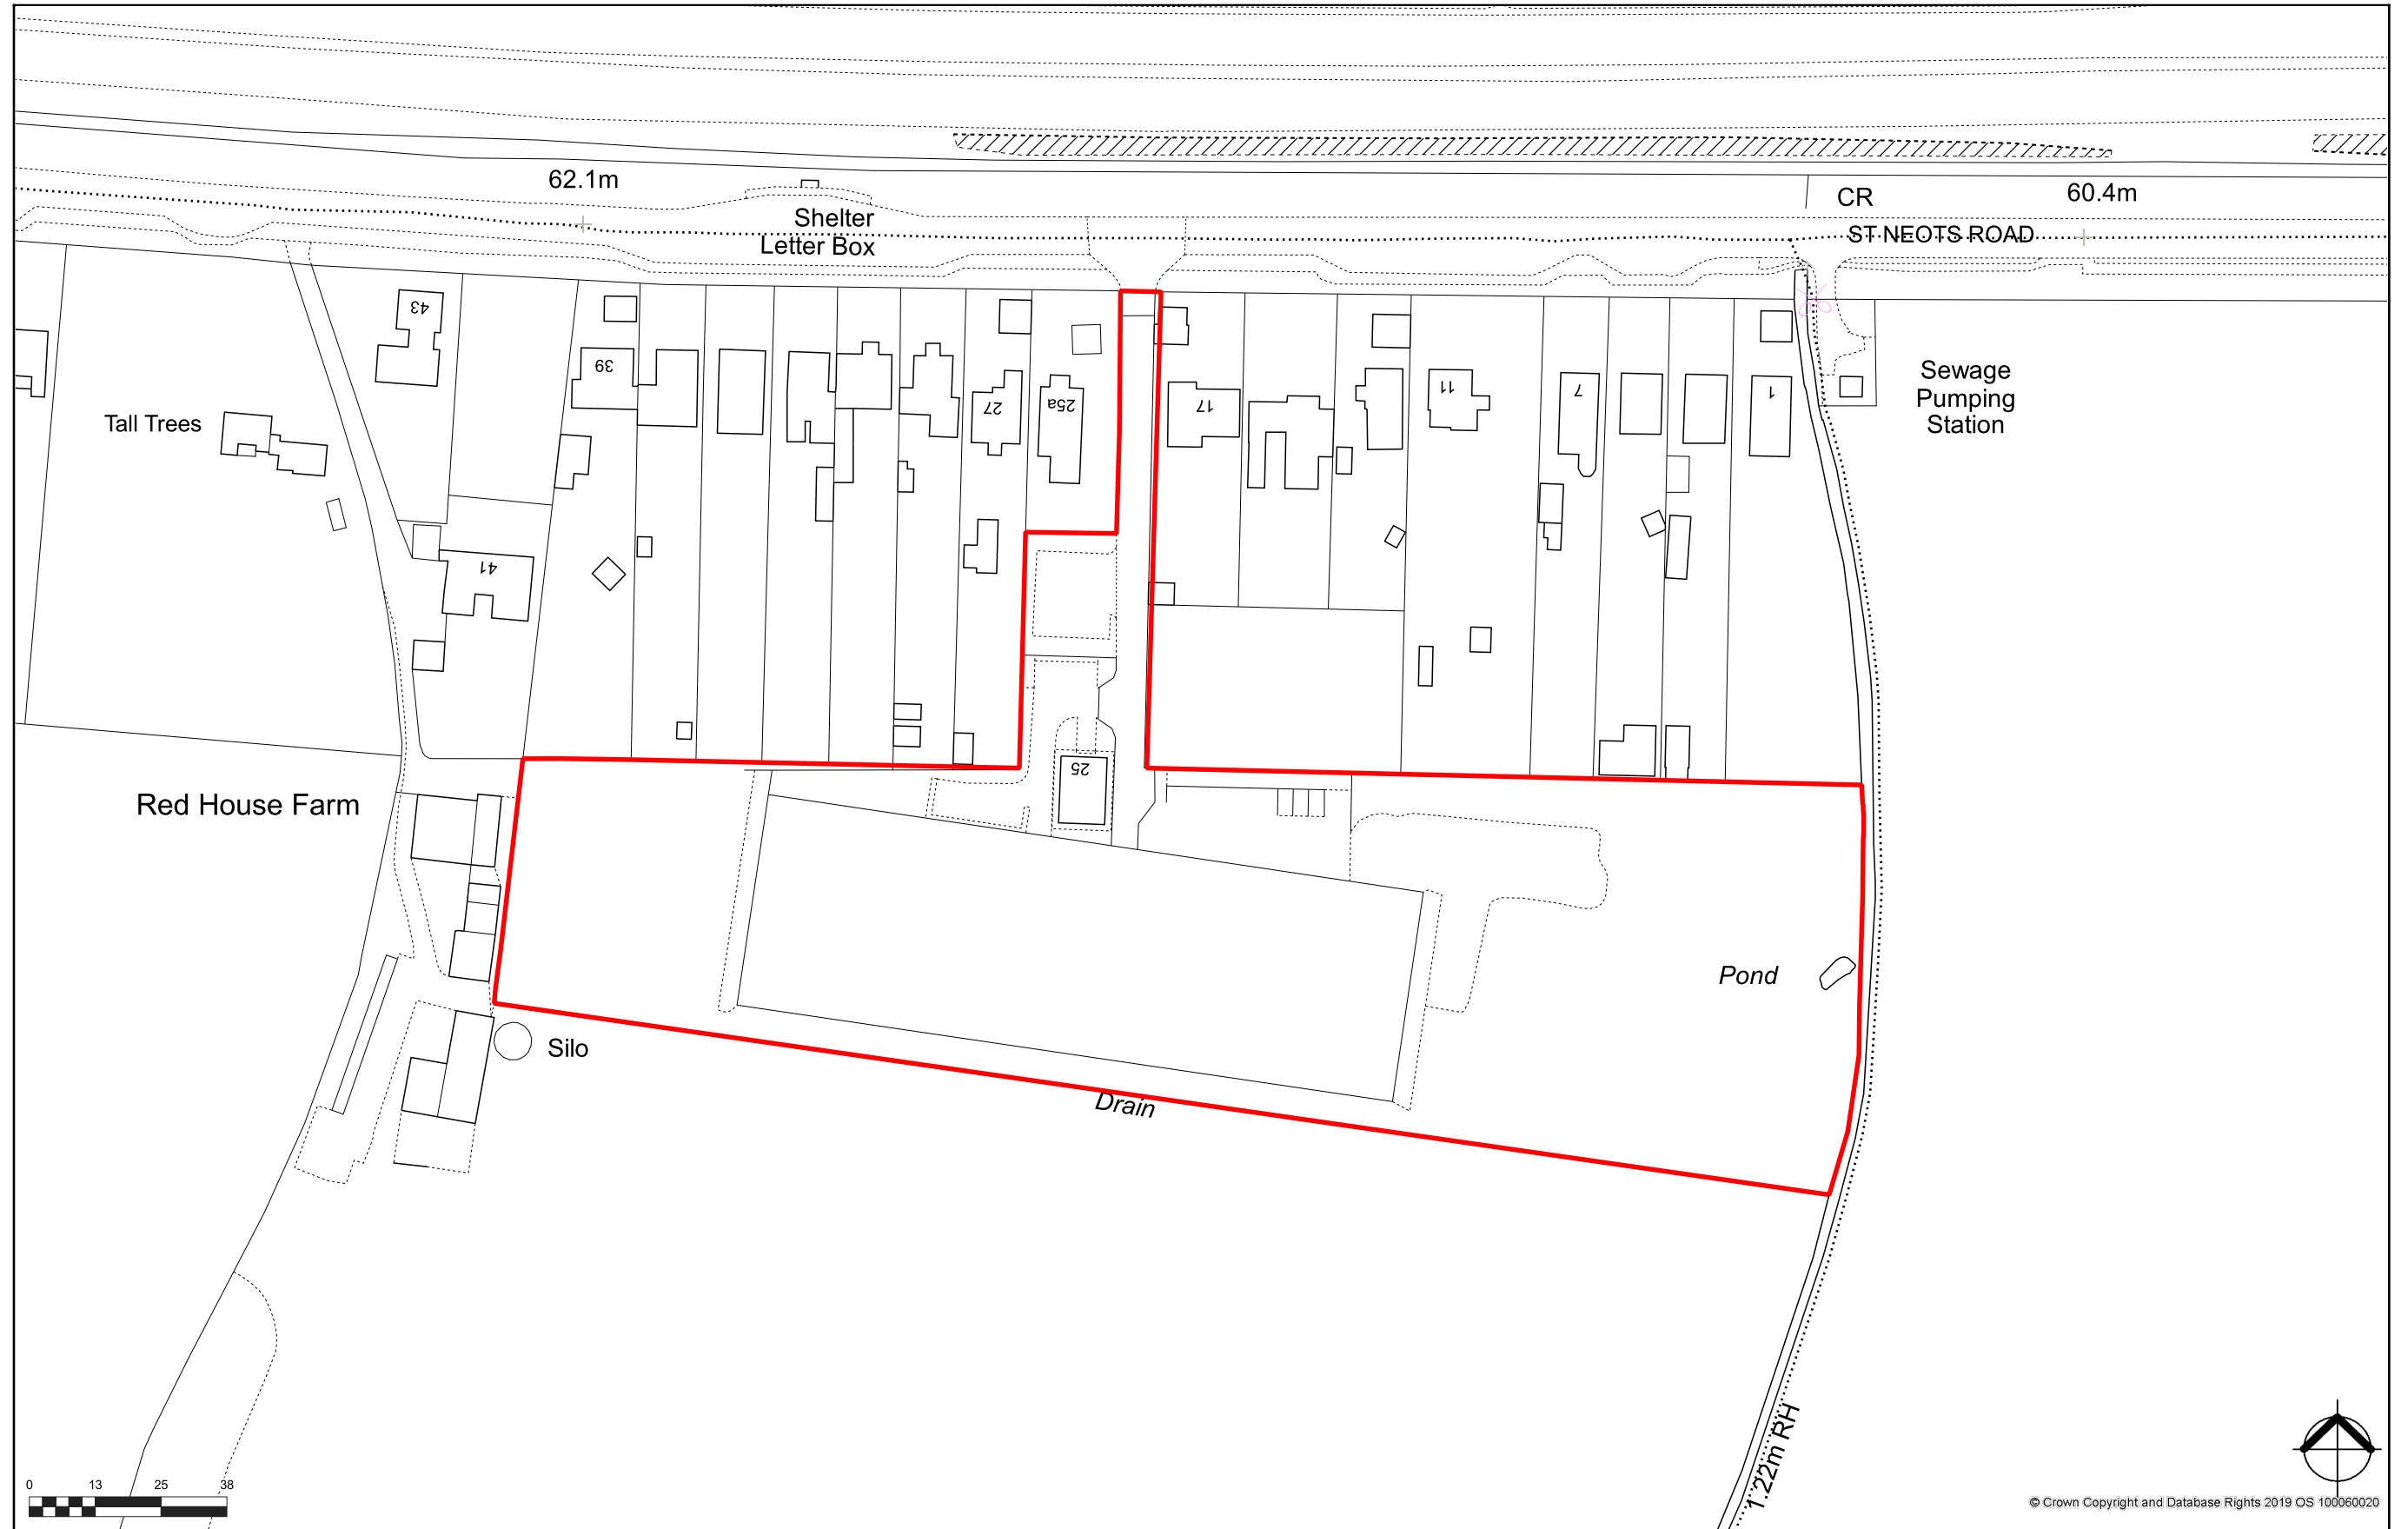 62.1m
CR
60.4m
Shelter
Letter Box
ST NEOTS ROAD
43
39
27
25a
17
11
7
1
Sewage
Pumping
Station
Tall Trees
41
25
Red House Farm
Pond
Silo
Drain
1.22m RH
0 13 25 38
© Crown Copyright and Database Rights 2019 OS 100060020